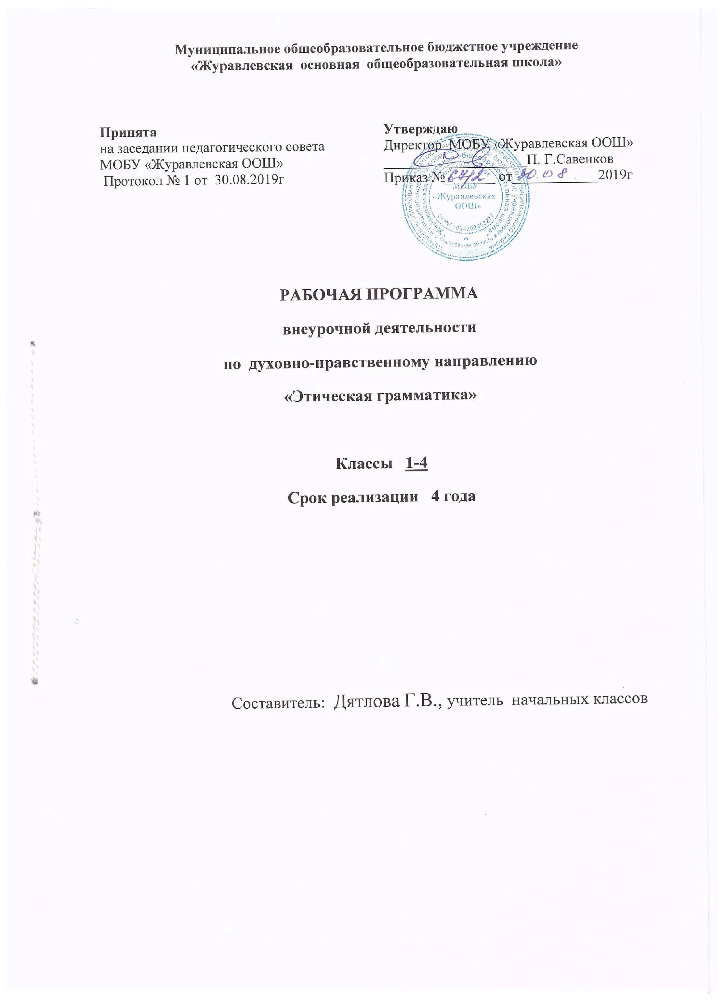 Муниципальное общеобразовательное бюджетное учреждение
«Журавлевская основная общеобразовательная школа»
Принята
на заседании педагогического совета
МОБУ «Журавлевская ООШ»
Протокол № 1 от 30.08.2019г
Утверждаю
Директор МОБУ «Журавлевская ООШ»
П. Г.Савенков
Приказ № 67/2 от 30.08. 2019г
МОБУ
«Журавлевская
ООШ»
РАБОЧАЯ ПРОГРАММА
внеурочной деятельности
по духовно-нравственному направлению
«Этическая грамматика»
Классы 1-4
Срок реализации 4 года
Составитель: Дятлова Г.В., учитель начальных классов